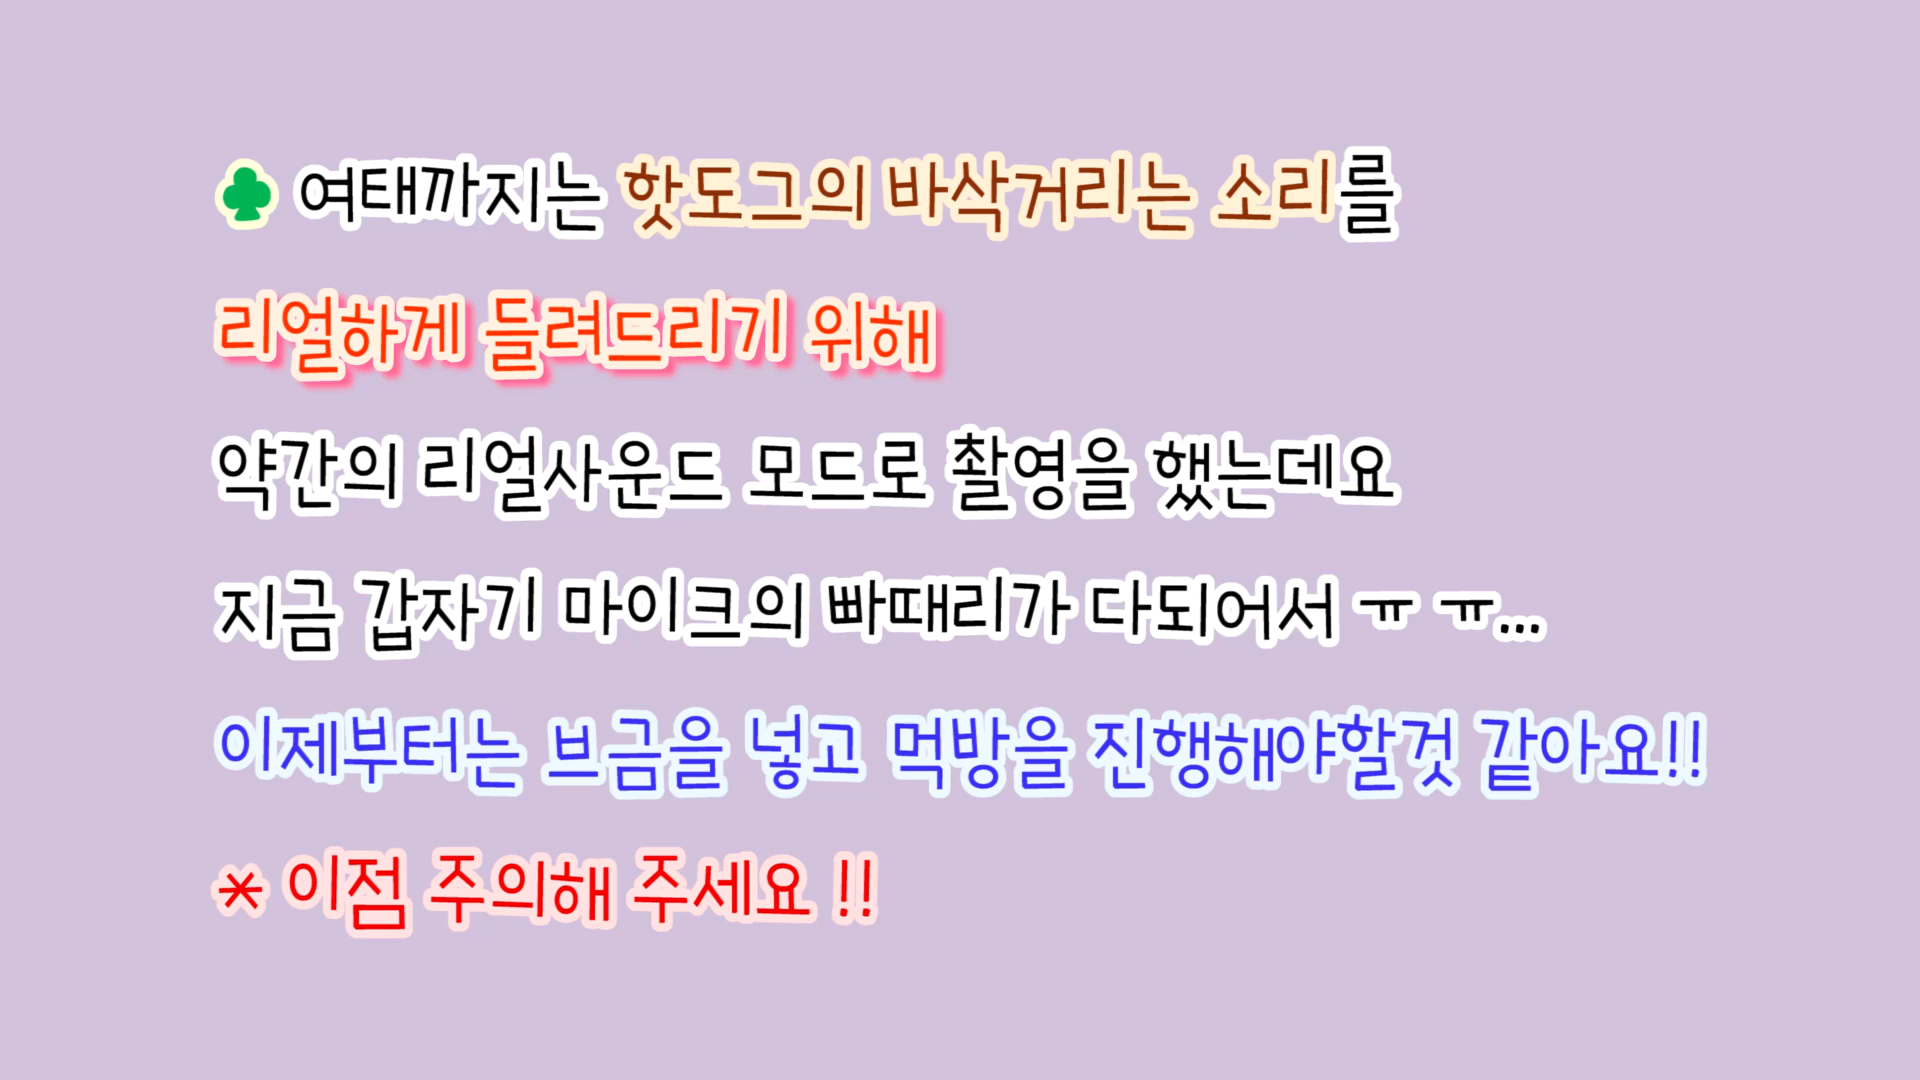 ♣ 여태까지는 핫도그의 바삭거리는 소리를
리얼하게 들려드리기 위해
약간의 리얼사운드 모드로 촬영을 했는데요
지금 갑자기 마이크의 빠때리가 다되어서 ㅠ ㅠ...
이제부터는 브금을 넣고 먹방을 진행해야할것 같아요!!
* 이점 주의해 주세요 !!